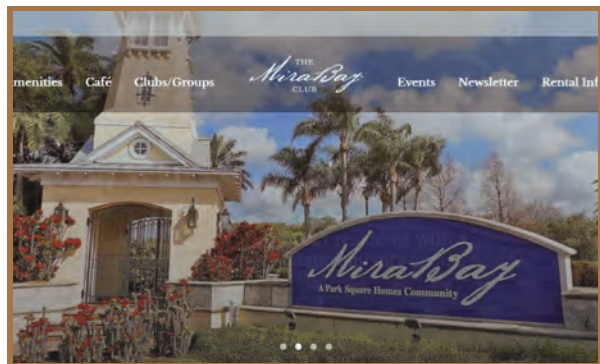 THE
menities Café Clubs/Groups MiraBay Events Newsletter Rental Inf
CLUB
MiraBay
A Park Square Homes Community